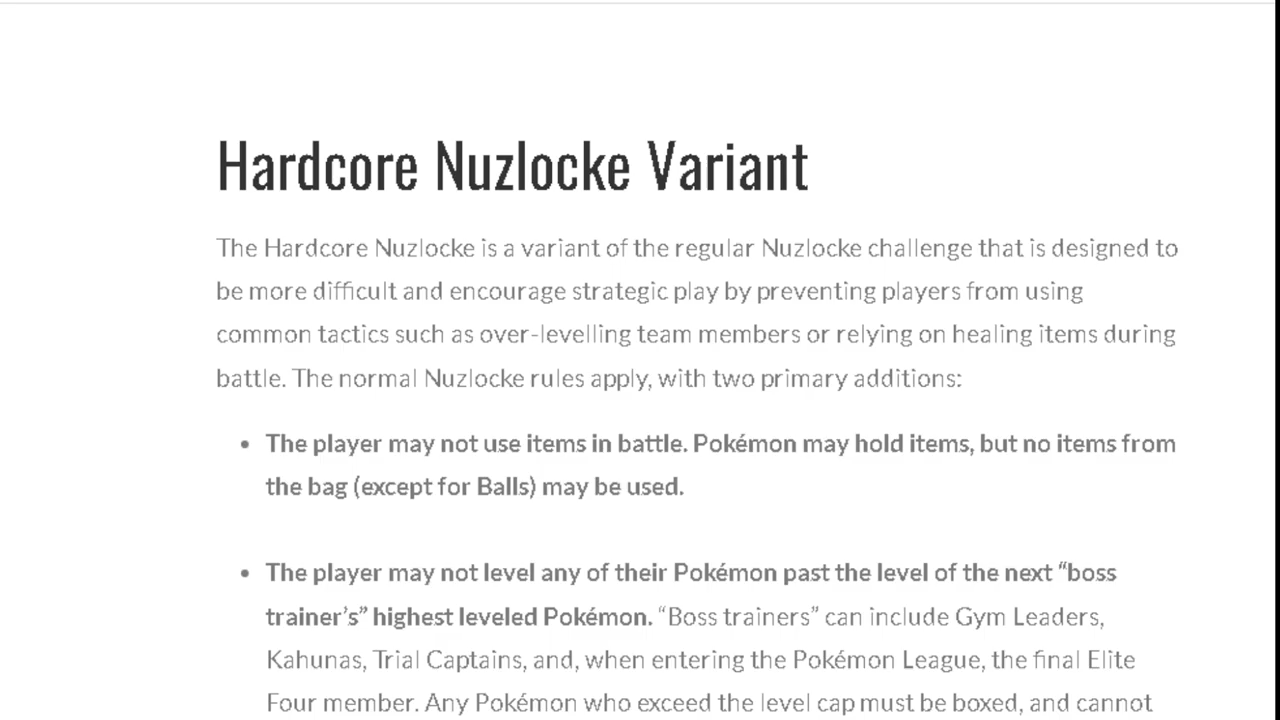 Hardcore Nuzlocke Variant
The Hardcore Nuzlocke is a variant of the regular Nuzlocke challenge that is designed to
be more difficult and encourage strategic play by preventing players from using
common tactics such as over-levelling team members or relying on healing items during
battle. The normal Nuzlocke rules apply, with two primary additions:
• The player may not use items in battle. Pokémon may hold items, but no items from
the bag (except for Balls) may be used.
• The player may not level any of their Pokémon past the level of the next “boss
trainer’s” highest leveled Pokémon. “Boss trainers” can include Gym Leaders,
Kahunas, Trial Captains, and, when entering the Pokémon League, the final Elite
Four member. Any Pokémon who exceed the level cap must be boxed, and cannot